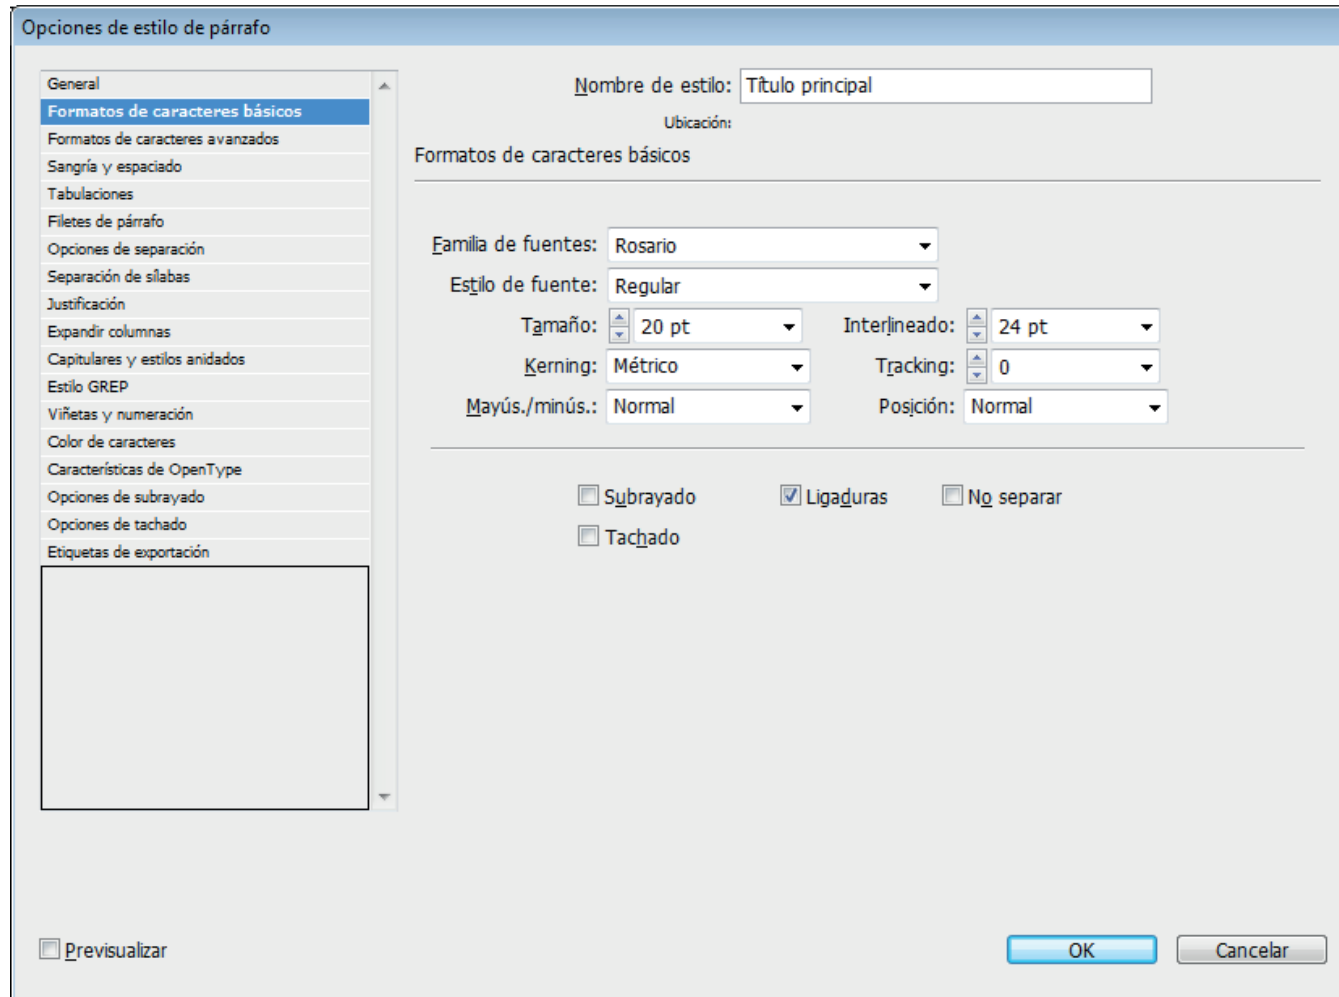 Opciones de estilo de párrafo
General
Formatos de caracteres básicos
Formatos de caracteres avanzados
Sangría y espaciado
Tabulaciones
Filetes de párrafo
Opciones de separación
Separación de sílabas
Justificación
Expandir columnas
Capitulares y estilos anidados
Estilo GREP
Viñetas y numeración
Color de caracteres
Características de OpenType
Opciones de subrayado
Opciones de tachado
Etiquetas de exportación
Nombre de estilo: Título principal
Ubicación:
Formatos de caracteres básicos
Familia de fuentes: Rosario
Estilo de fuente: Regular
Tamaño: 20 pt Interlineado: 24 pt
Kerning: Métrico Tracking: 0
Mayús./minús.: Normal Posición: Normal
Subrayado Ligaduras No separar
Tachado
Previsualizar OK Cancelar